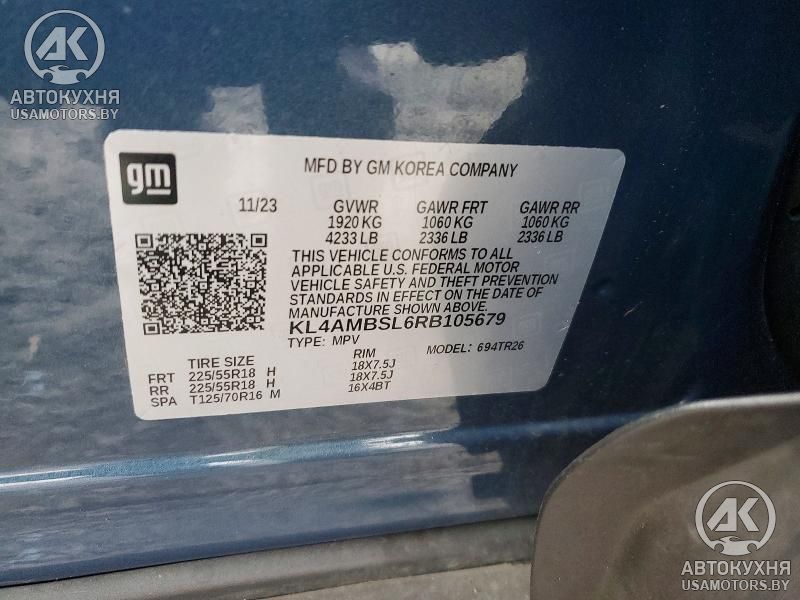 AK
АВТОКУХНЯ
USAMOTORS.BY
gm
MFD BY GM KOREA COMPANY
11/23 GVWR GAWR FRT GAWR RR
1920 KG 1060 KG 1060 KG
4233 LB 2336 LB 2336 LB
THIS VEHICLE CONFORMS TO ALL
APPLICABLE U.S. FEDERAL MOTOR
VEHICLE SAFETY AND THEFT PREVENTION
STANDARDS IN EFFECT ON THE DATE OF
MANUFACTURE SHOWN ABOVE.
KL4AMBSL6RB105679
TYPE: MPV MODEL: 694TR26
TIRE SIZE RIM
FRT 225/55R18 H 18X7.5J
RR 225/55R18 H 18X7.5J
SPA T125/70R16 M 16X4BT
AK
АВТОКУХНЯ
USAMOTORS.BY